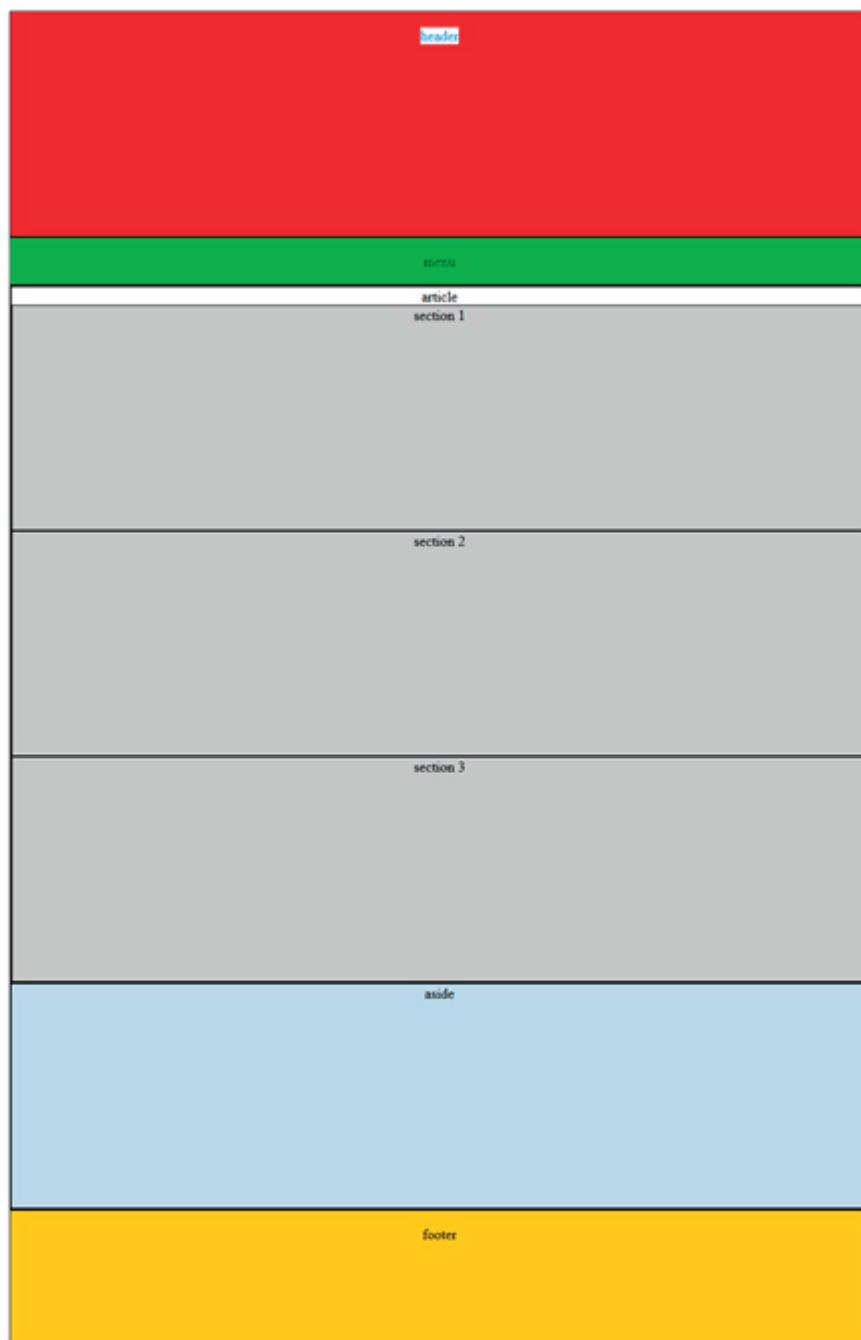 header
menu
article
section 1
section 2
section 3
aside
footer